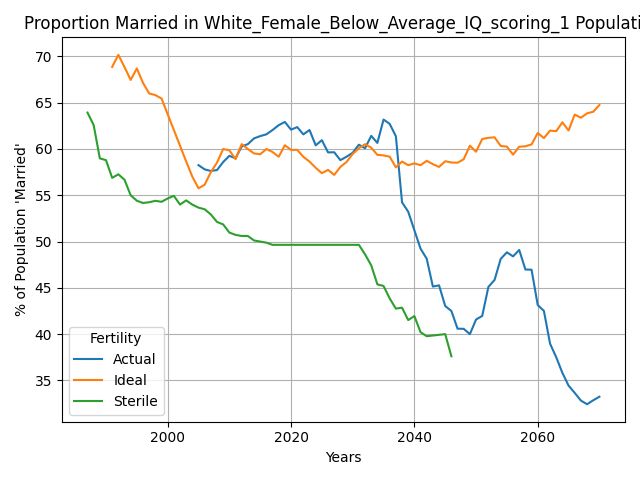 Proportion Married in White_Female_Below_Average_IQ_scoring_1 Populati
% of Population 'Married'
70
65
60
55
50
45
40
35
Fertility
Actual
Ideal
Sterile
2000
2020
2040
2060
Years